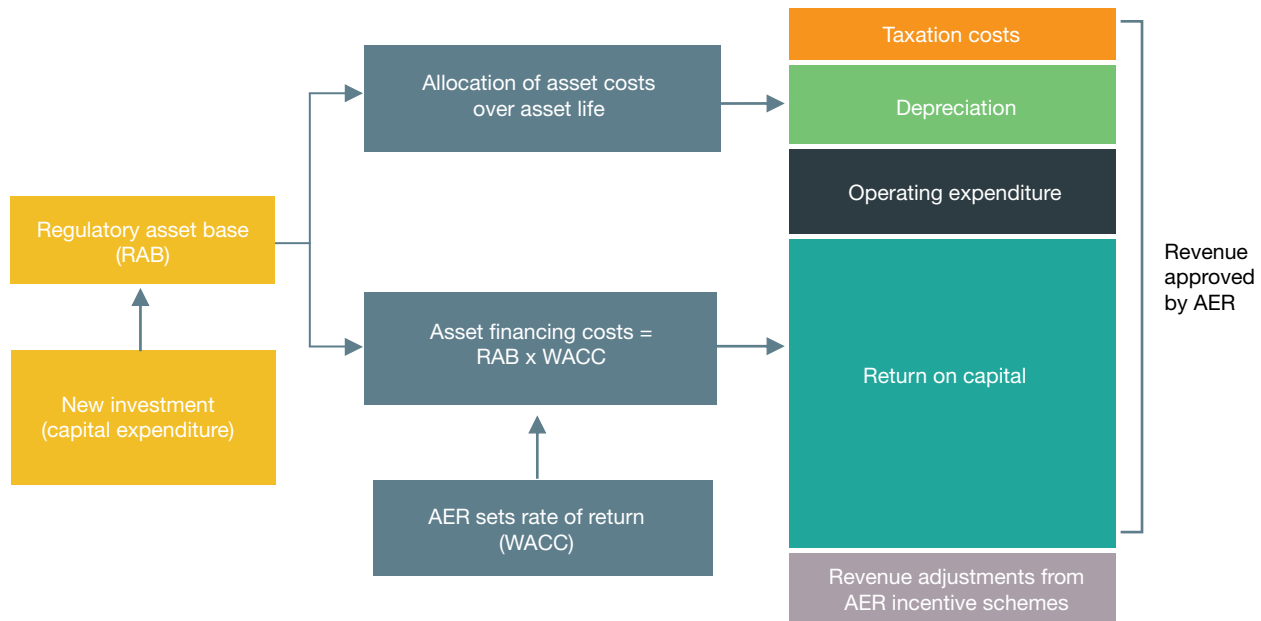 Regulatory asset base
(RAB)
New investment
(capital expenditure)
Allocation of asset costs
over asset life
Asset financing costs =
RAB x WACC
AER sets rate of return
(WACC)
Taxation costs
Depreciation
Operating expenditure
Return on capital
Revenue adjustments from
AER incentive schemes
Revenue
approved
by AER